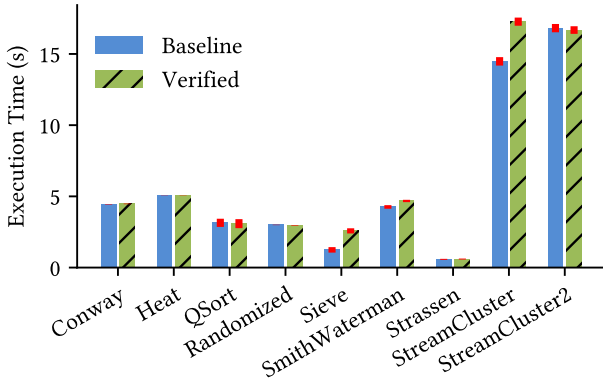 Execution Time (s)
15
10
5
0
Baseline
Verified
Conway
Heat
QSort
Randomized
Sieve
SmithWaterman
Strassen
StreamCluster
StreamCluster2